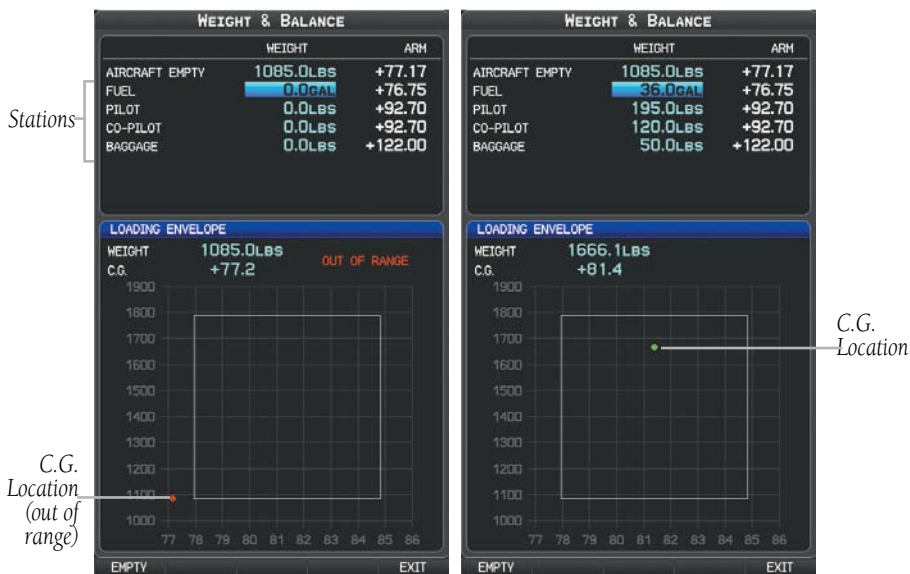 WEIGHT & BALANCE
WEIGHT ARM
AIRCRAFT EMPTY 1085.0LBS +77.17
FUEL 0.0GAL +76.75
PILOT 0.0LBS +92.70
CO-PILOT 0.0LBS +92.70
BAGGAGE 0.0LBS +122.00
Stations
LOADING ENVELOPE
WEIGHT 1085.0LBS
OUT OF RANGE
C.G. +77.2
1900
1800
1700
1600
1500
1400
1300
1200
1100
1000
77 78 79 80 81 82 83 84 85 86
C.G.
Location
(out of
range)
EMPTY EXIT
WEIGHT & BALANCE
WEIGHT ARM
AIRCRAFT EMPTY 1085.0LBS +77.17
FUEL 36.0GAL +76.75
PILOT 195.0LBS +92.70
CO-PILOT 120.0LBS +92.70
BAGGAGE 50.0LBS +122.00
LOADING ENVELOPE
WEIGHT 1666.1LBS
C.G. +81.4
1900
1800
1700
1600
1500
1400
1300
1200
1100
1000
77 78 79 80 81 82 83 84 85 86
C.G.
Location
EMPTY EXIT